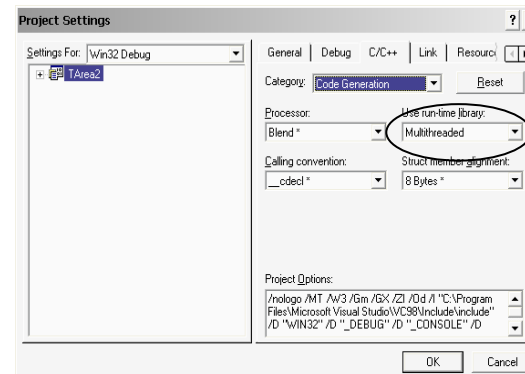 Project Settings
?
Settings For: Win32 Debug
TArea2
General Debug C/C++ Link Resourc
Category: Code Generation Reset
Processor: Use run-time library:
Blend * Multithreaded
Calling convention: Struct member alignment:
__cdecl * 8 Bytes *
Project Options:
/nologo /MT /W3 /Gm /GX /ZI /Od /I "C:\Program
Files\Microsoft Visual Studio\VC98\Include\include"
/D "WIN32" /D "_DEBUG" /D "_CONSOLE" /D
OK Cancel